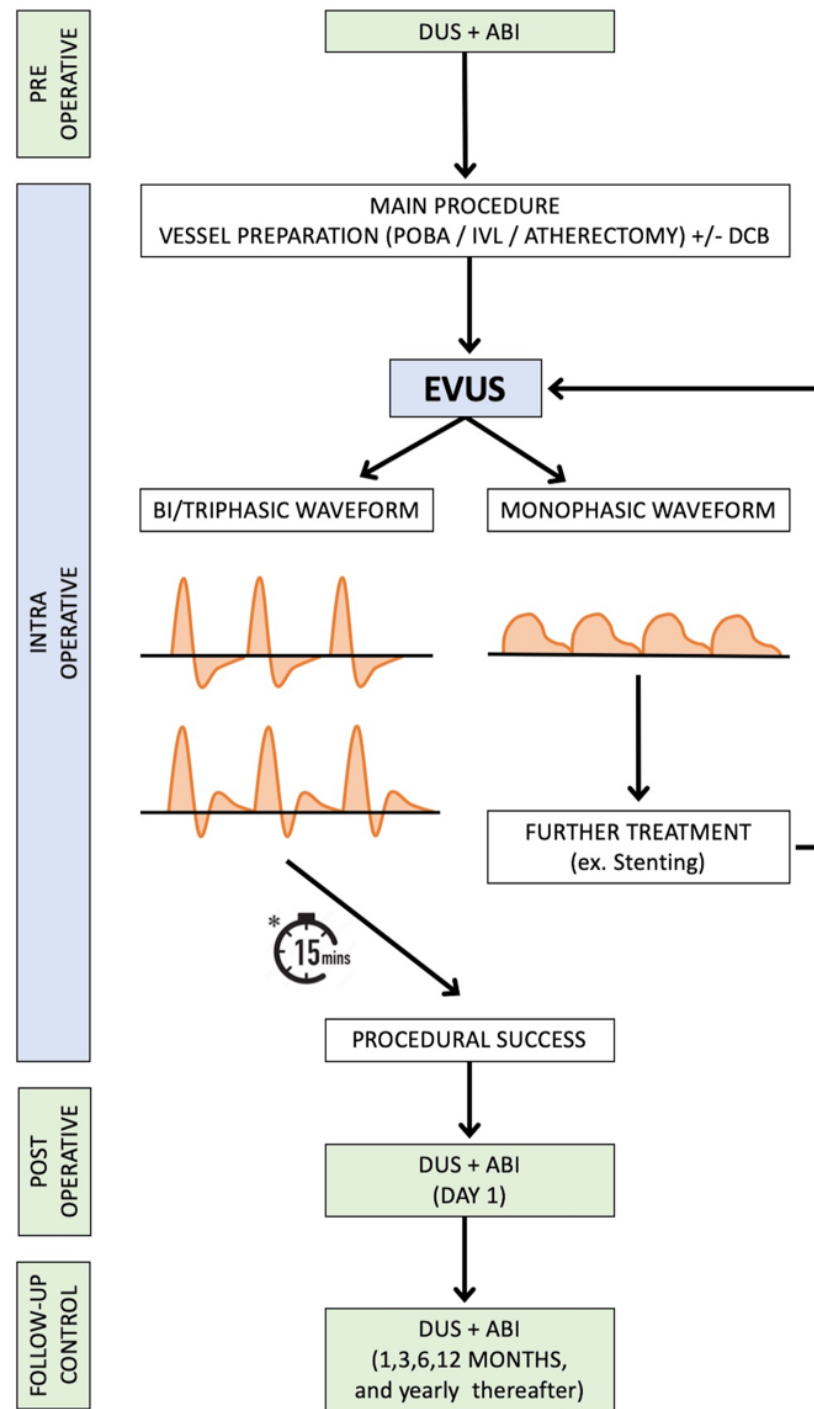 PRE
OPERATIVE
DUS + ABI
INTRA
OPERATIVE
MAIN PROCEDURE
VESSEL PREPARATION (POBA / IVL / ATHERECTOMY) +/- DCB
EVUS
BI/TRIPHASIC WAVEFORM
MONOPHASIC WAVEFORM
FURTHER TREATMENT
(ex. Stenting)
* 15 mins
PROCEDURAL SUCCESS
POST
OPERATIVE
DUS + ABI
(DAY 1)
FOLLOW-UP
CONTROL
DUS + ABI
(1,3,6,12 MONTHS,
and yearly thereafter)